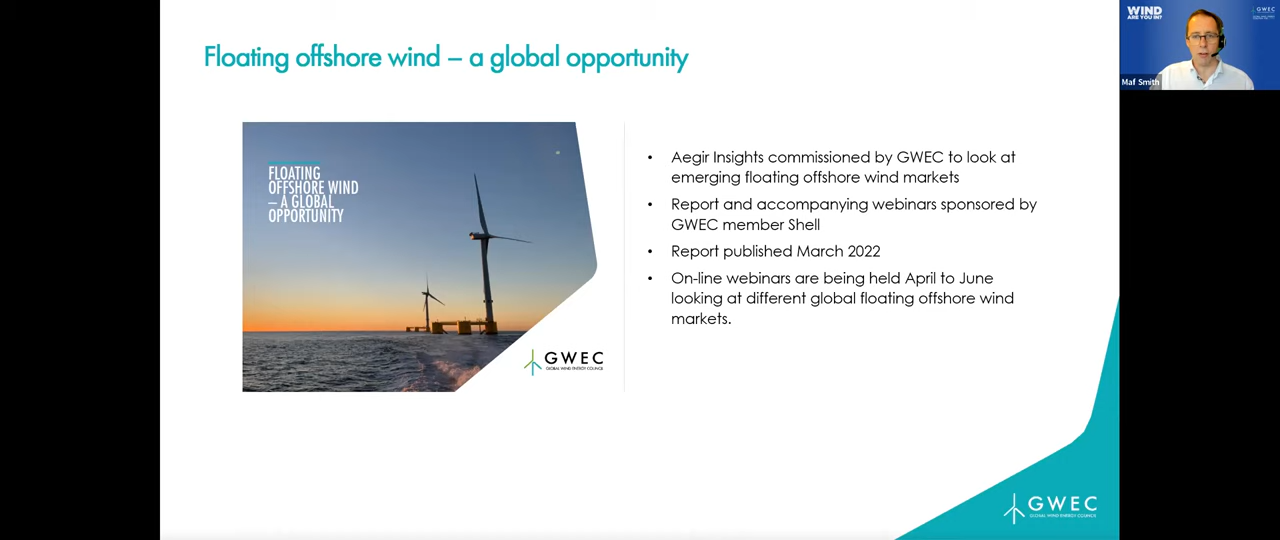 Floating offshore wind – a global opportunity
FLOATING
OFFSHORE WIND
– A GLOBAL
OPPORTUNITY
GWEC
GLOBAL WIND ENERGY COUNCIL
• Aegir Insights commissioned by GWEC to look at
emerging floating offshore wind markets
• Report and accompanying webinars sponsored by
GWEC member Shell
• Report published March 2022
• On-line webinars are being held April to June
looking at different global floating offshore wind
markets.
WIND
ARE YOU IN?
GWEC
Maf Smith
GWEC
GLOBAL WIND ENERGY COUNCIL